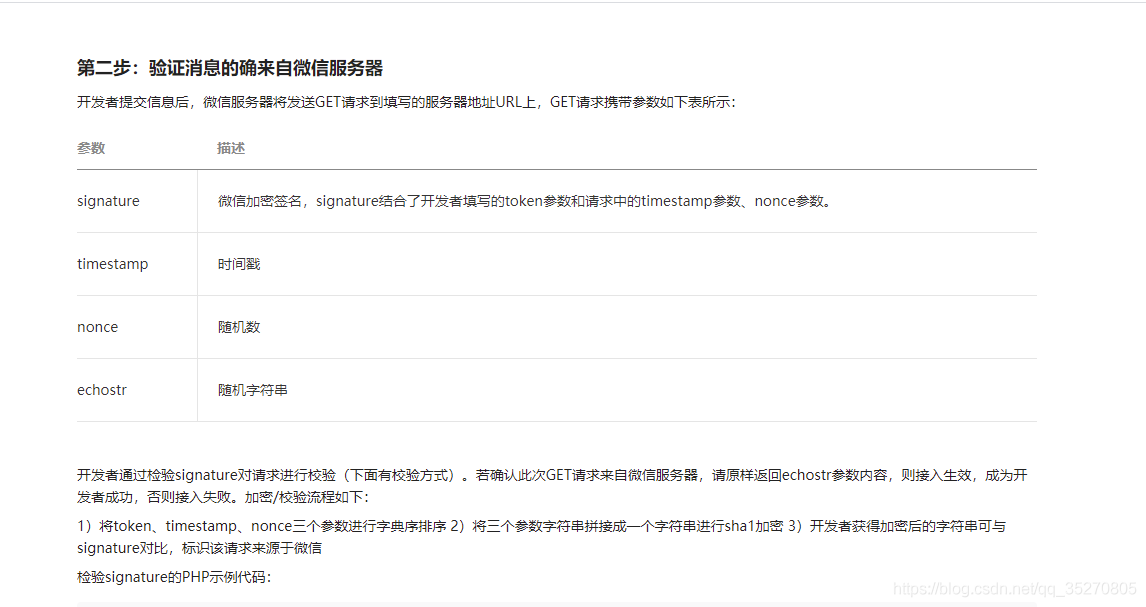 第二步：验证消息的确来自微信服务器
开发者提交信息后，微信服务器将发送GET请求到填写的服务器地址URL上，GET请求携带参数如下表所示：
参数 描述
signature 微信加密签名，signature结合了开发者填写的token参数和请求中的timestamp参数、nonce参数。
timestamp 时间戳
nonce 随机数
echostr 随机字符串
开发者通过检验signature对请求进行校验（下面有校验方式）。若确认此次GET请求来自微信服务器，请原样返回echostr参数内容，则接入生效，成为开
发者成功，否则接入失败。加密/校验流程如下：
1）将token、timestamp、nonce三个参数进行字典序排序 2）将三个参数字符串拼接成一个字符串进行sha1加密 3）开发者获得加密后的字符串可与
signature对比，标识该请求来源于微信
检验signature的PHP示例代码：
https://blog.csdn.net/qq_35270805